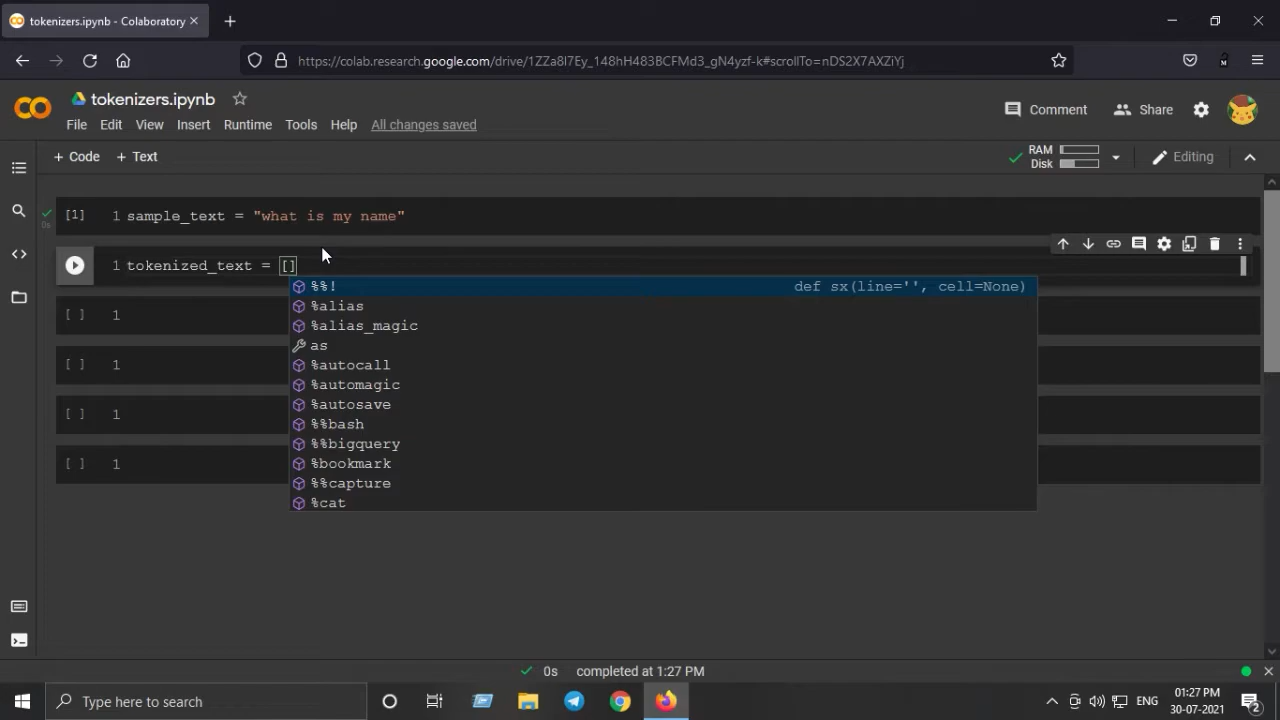 tokenizers.ipynb - Colaboratory
https://colab.research.google.com/drive/1ZZa8l7Ey_148hH483BCFMd3_gN4yzf-k#scrollTo=nDS2X7AXZiYj
tokenizers.ipynb
Comment
Share
File Edit View Insert Runtime Tools Help All changes saved
+ Code + Text
RAM
Disk
Editing
[1] 1 sample_text = "what is my name"
0s
1 tokenized_text = []
%%! def sx(line='', cell=None)
%alias
[ ] 1
%alias_magic
as
%autocall
[ ] 1
%automagic
%autosave
[ ] 1
%%bash
%%bigquery
%bookmark
[ ] 1
%%capture
%cat
0s completed at 1:27 PM
Type here to search
ENG
01:27 PM
30-07-2021
2